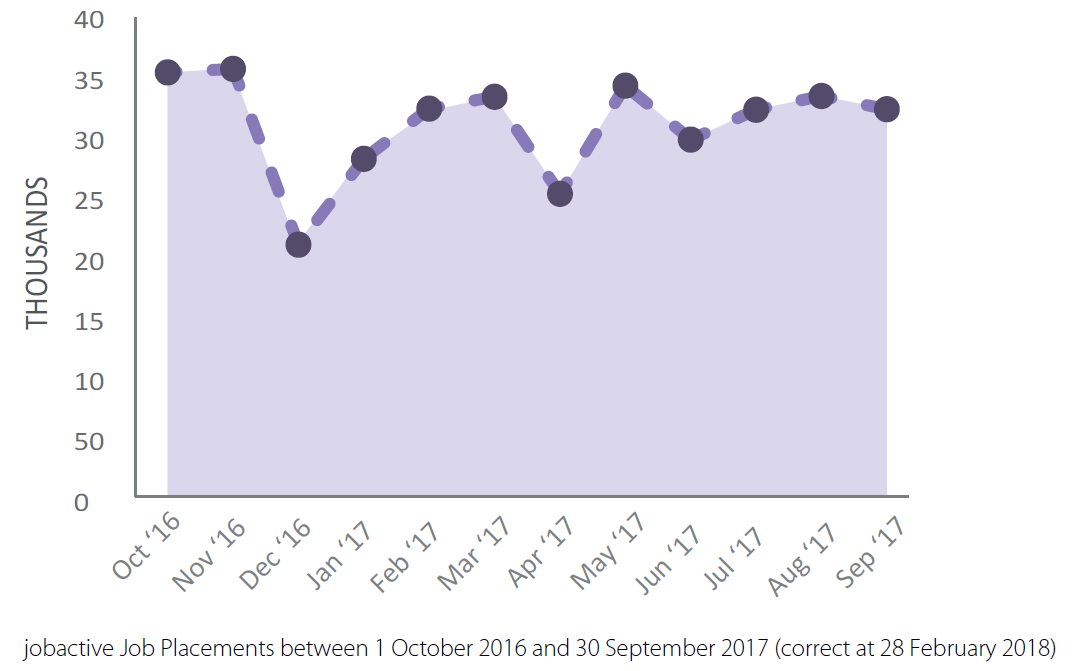 40
35
30
25
20
15
10
50
0
THOUSANDS
Oct ‘16
Nov ‘16
Dec ‘16
Jan ‘17
Feb ‘17
Mar ‘17
Apr ‘17
May ‘17
Jun ‘17
Jul ‘17
Aug ‘17
Sep ‘17
jobactive Job Placements between 1 October 2016 and 30 September 2017 (correct at 28 February 2018)